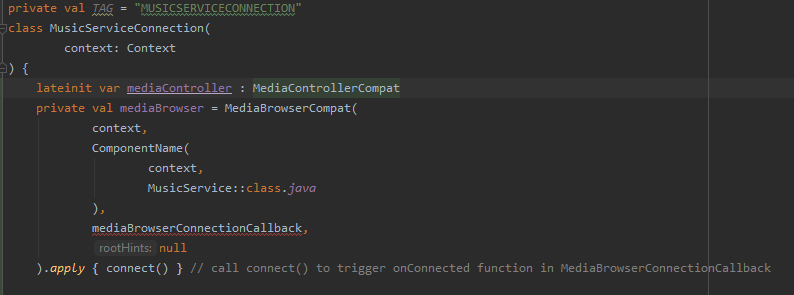 private val TAG = "MUSICSERVICECONNECTION"
class MusicServiceConnection(
        context: Context
) {
    lateinit var mediaController : MediaControllerCompat
    private val mediaBrowser = MediaBrowserCompat(
            context,
            ComponentName(
                    context,
                    MusicService::class.java
            ),
            mediaBrowserConnectionCallback,
            rootHints: null
    ).apply { connect() } // call connect() to trigger onConnected function in MediaBrowserConnectionCallback